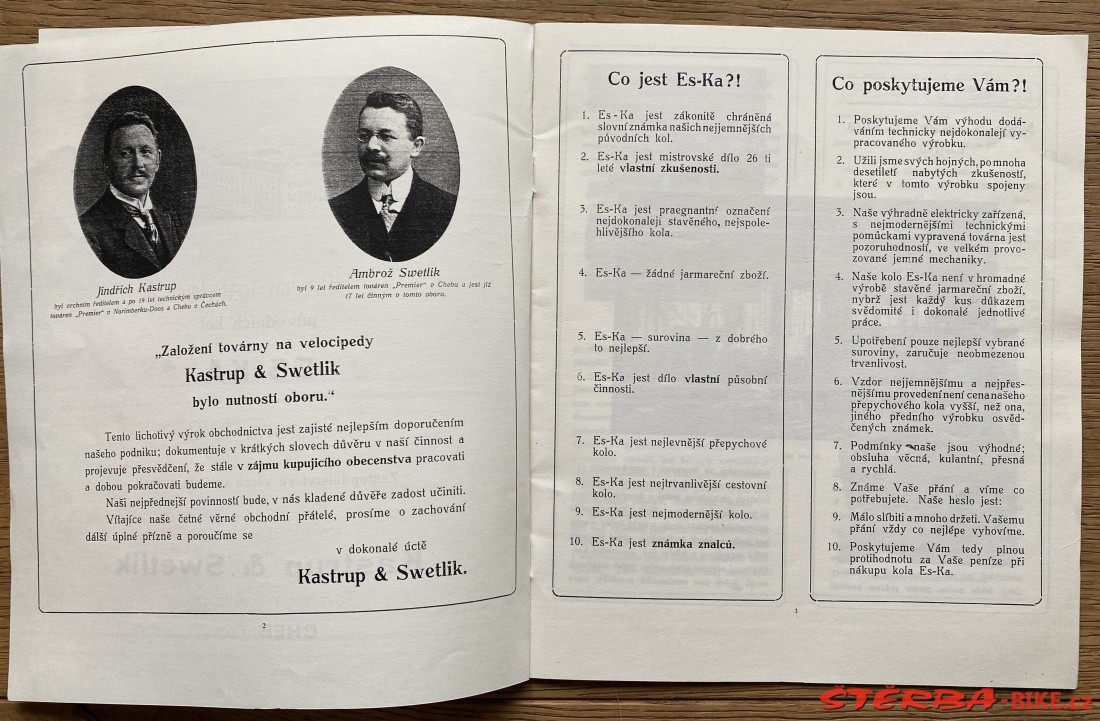 Jindřich Kastrup
byl vrchním ředitelem a po 19 let technickým správcem
továren „Premier“ v Norimberku-Doos a Chebu v Čechách.
Ambrož Swetlik
byl 9 let ředitelem továren „Premier“ v Chebu a jest již
17 let činným v tomto oboru.
„Založení továrny na velocipedy
Kastrup & Swetlik
bylo nutností oboru.“
Tento lichotivý výrok obchodnictva jest zajisté nejlepším doporučením
našeho podniku; dokumentuje v krátkých slovech důvěru v naší činnost a
projevuje přesvědčení, že stále v zájmu kupujicího obecenstva pracovati
a dobou pokračovati budeme.
Naši nejpřednejší povinností bude, v nás kladené důvěře zadost učiniti.
Vítajíce naše četné věrné obchodní přátelé, prosíme o zachování
dálší úplné přízně a poroučíme se
v dokonalé úctě
Kastrup & Swetlik.
2
Co jest Es-Ka?!
1. Es-Ka jest zákonitě chráněná
slovní známka našich nejjemnějších
původních kol.
2. Es-Ka jest mistrovské dílo 26 ti
leté vlastní zkušenosti.
3. Es-Ka jest praegnantní označení
nejdokonaleji stavěného, nejspole-
hlivějšího kola.
4. Es-Ka — žádné jarmareční zboží.
5. Es-Ka — surovina — z dobrého
to nejlepší.
6. Es-Ka jest dílo vlastní působní
činnosti.
7. Es-Ka jest nejlevnější přepychové
kolo.
8. Es-Ka jest nejtrvanlivější cestovní
kolo.
9. Es-Ka jest nejmodernější kolo.
10. Es-Ka jest známka znalců.
Co poskytujeme Vám?!
1. Poskytujeme Vám výhodu dodá-
váním technicky nejdokonalejí vy-
pracovaného výrobku.
2. Užili jsme svých hojných, po mnoha
desetiletí nabytých zkušeností,
které v tomto výrobku spojeny
jsou.
3. Naše výhradně elektricky zařízená,
s nejmodernějšími technickými
pomůckami vypravená továrna jest
pozoruhodností, ve velkém provo-
zované jemné mechaniky.
4. Naše kolo Es-Ka není v hromadné
výrobě stavěné jarmareční zboží,
nybrž jest každý kus důkazem
svědomité i dokonalé jednotlivé
práce.
5. Upotřebení pouze nejlepší vybrané
suroviny, zaručuje neobmezenou
trvanlivost.
6. Vzdor nejjemnějšímu a nejpřes-
nějšímu provedení není cena našeho
přepychového kola vyšší, než ona,
jiného předního výrobku osvěd-
čených známek.
7. Podmínky naše jsou výhodné;
obsluha věcná, kulantní, přesná
a rychlá.
8. Známe Vaše přání a víme co
potřebujete. Naše heslo jest:
9. Málo slíbiti a mnoho držeti. Vašemu
přání vždy co nejlépe vyhovíme.
10. Poskytujeme Vám tedy plnou
protihodnotu za Vaše peníze při
nákupu kola Es-Ka.
3
ŠTĚRBA-BIKE.cz